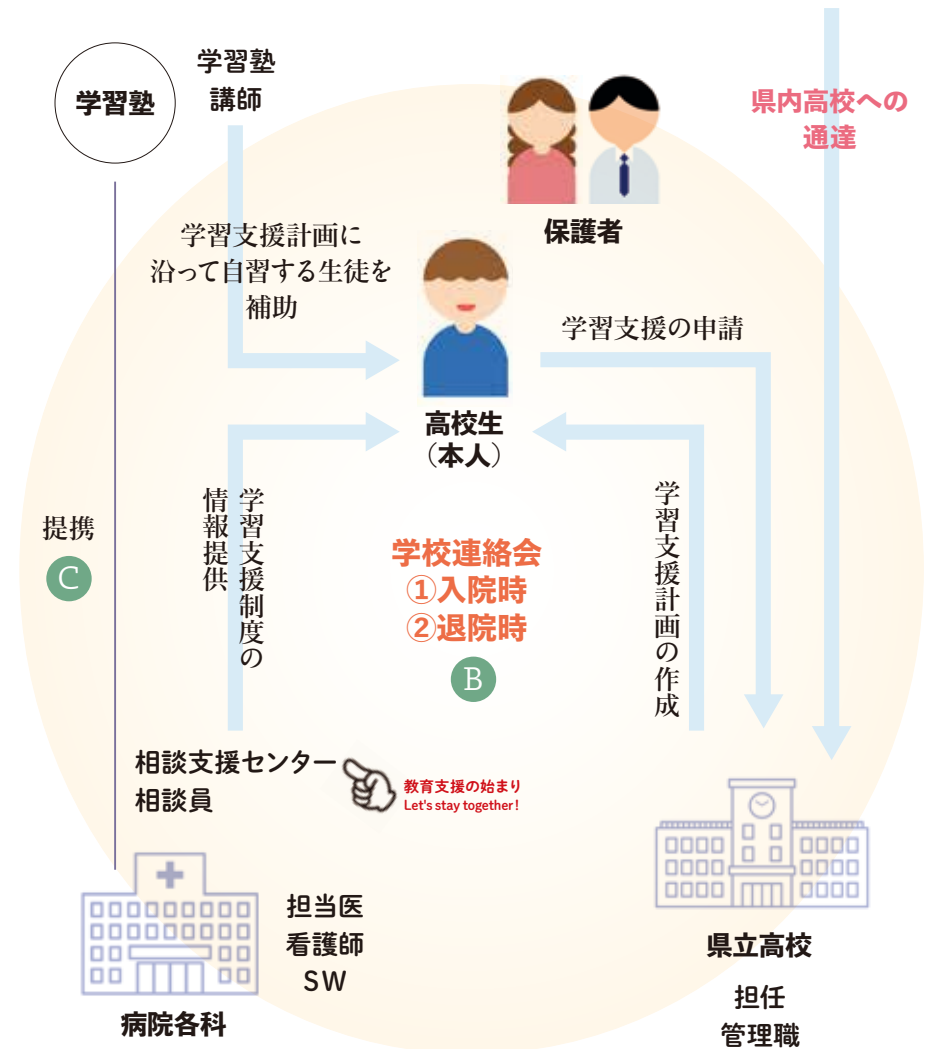 学習塾
学習塾
講師
県内高校への
通達
保護者
学習支援計画に
沿って自習する生徒を
補助
学習支援の申請
高校生
（本人）
学習支援制度の
情報提供
学習支援計画の作成
提携
C
学校連絡会
①入院時
②退院時
B
相談支援センター
相談員
教育支援の始まり
Let's stay together!
担当医
看護師
SW
病院各科
県立高校
担任
管理職